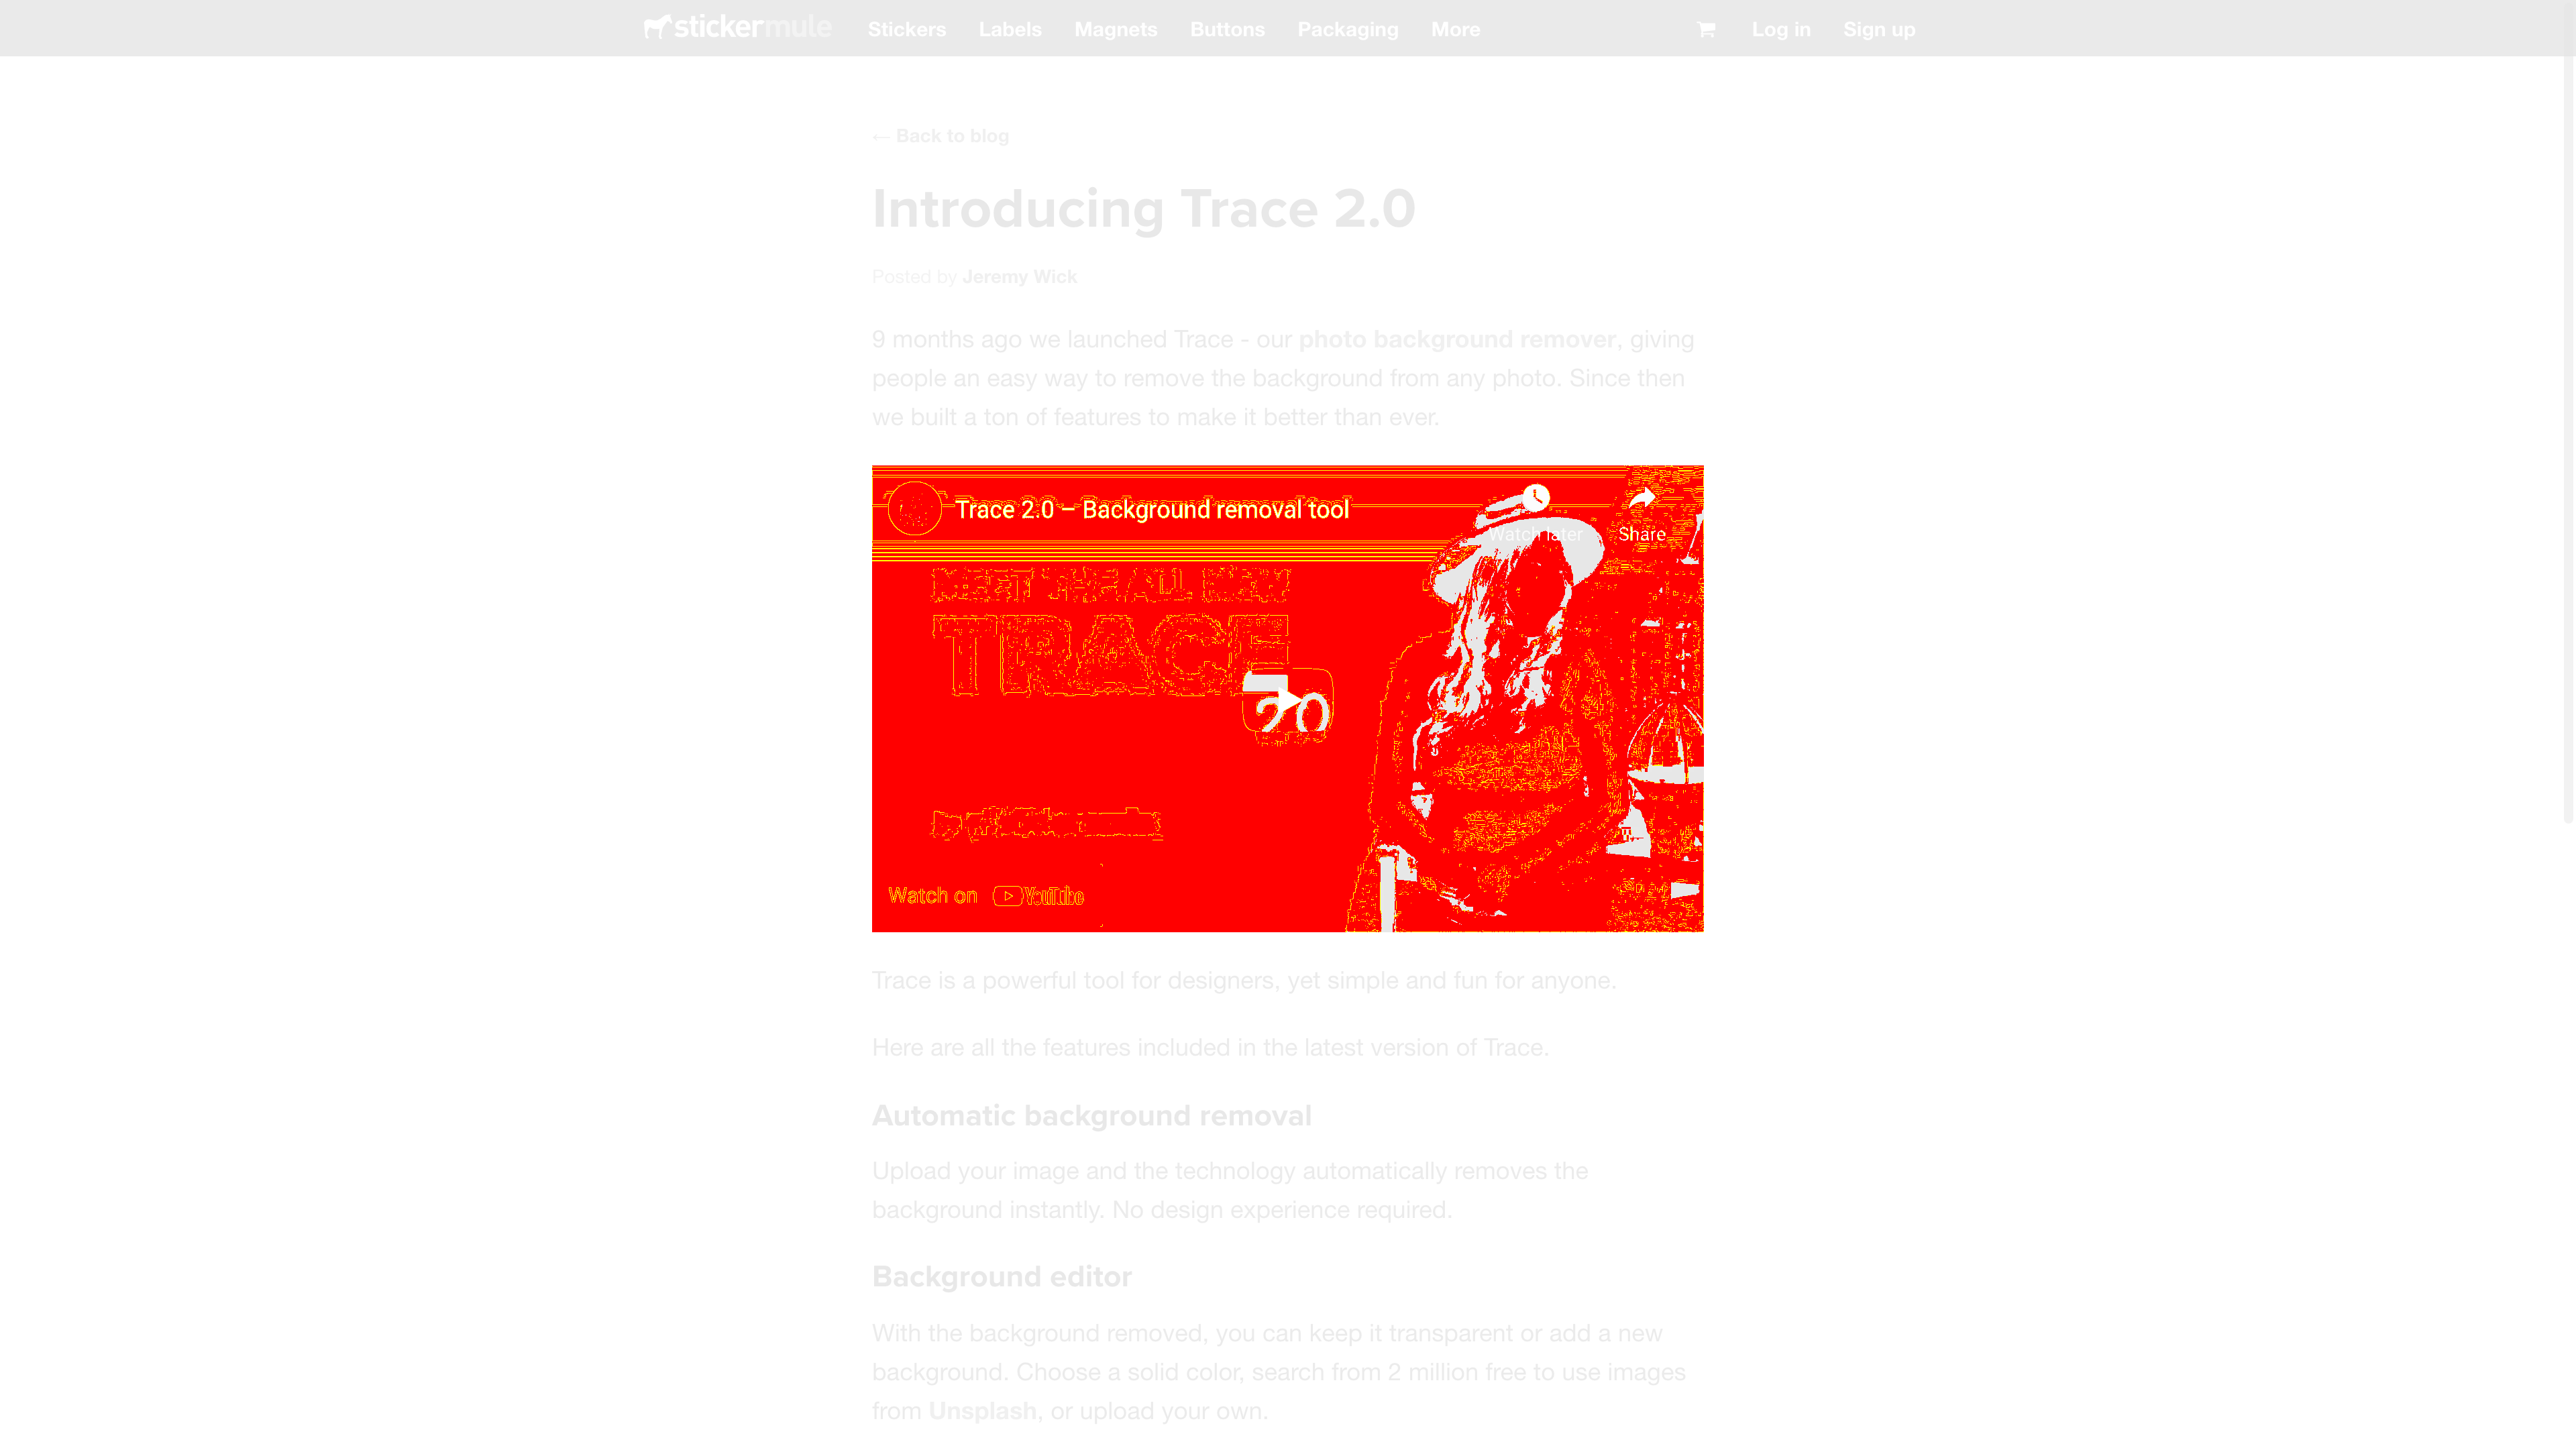 stickermule Stickers Labels Magnets Buttons Packaging More Log in Sign up
← Back to blog
Introducing Trace 2.0
Posted by Jeremy Wick
9 months ago we launched Trace - our photo background remover, giving
people an easy way to remove the background from any photo. Since then
we built a ton of features to make it better than ever.
Trace 2.0 – Background removal tool
Watch later Share
MEET THE ALL NEW
TRACE
2.0
Watch on YouTube
Trace is a powerful tool for designers, yet simple and fun for anyone.
Here are all the features included in the latest version of Trace.
Automatic background removal
Upload your image and the technology automatically removes the
background instantly. No design experience required.
Background editor
With the background removed, you can keep it transparent or add a new
background. Choose a solid color, search from 2 million free to use images
from Unsplash, or upload your own.